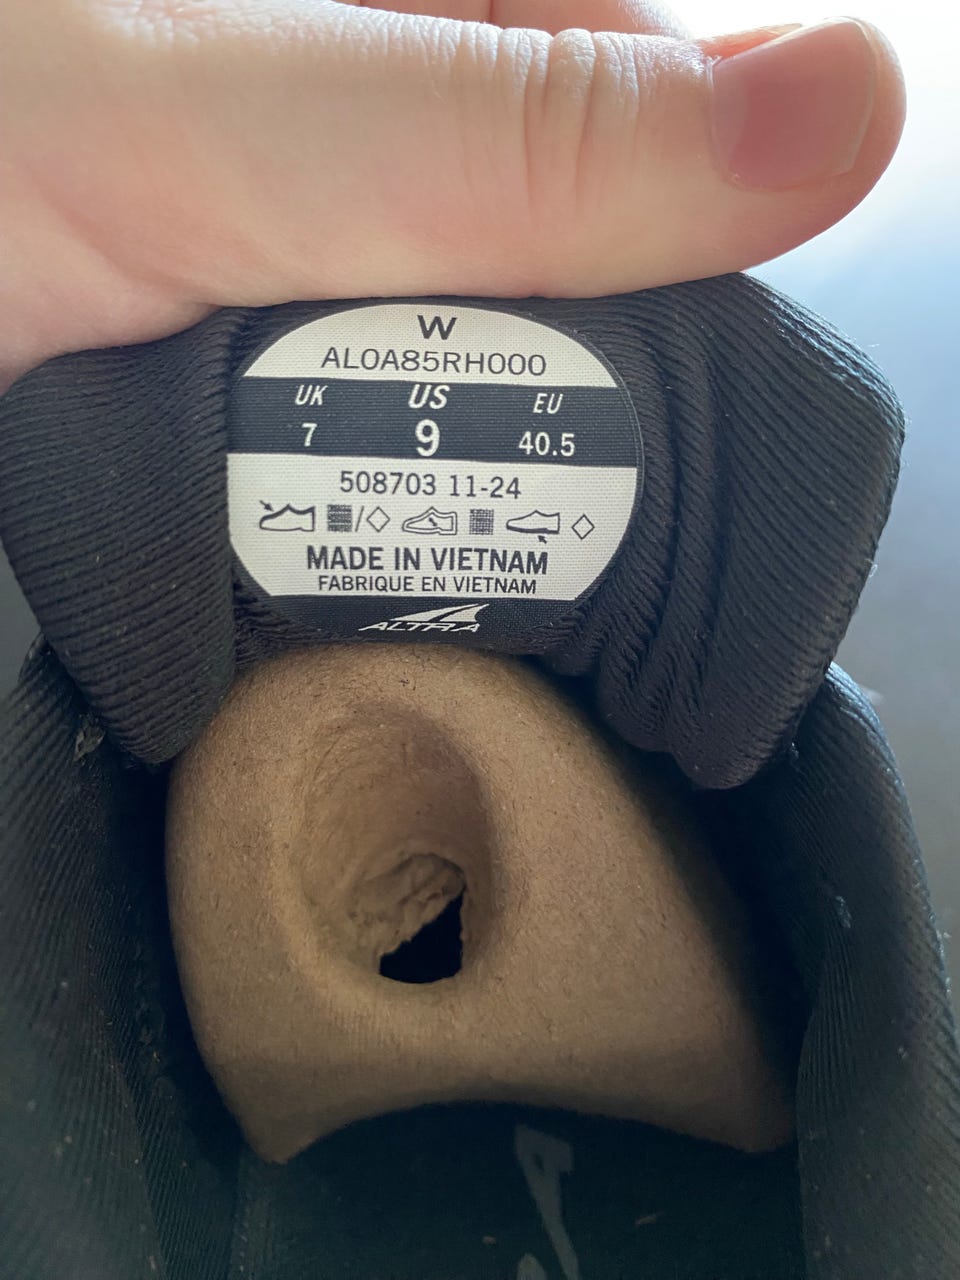 W
AL0A85RH000
UK US EU
7 9 40.5
508703 11-24
MADE IN VIETNAM
FABRIQUE EN VIETNAM
ALTRA